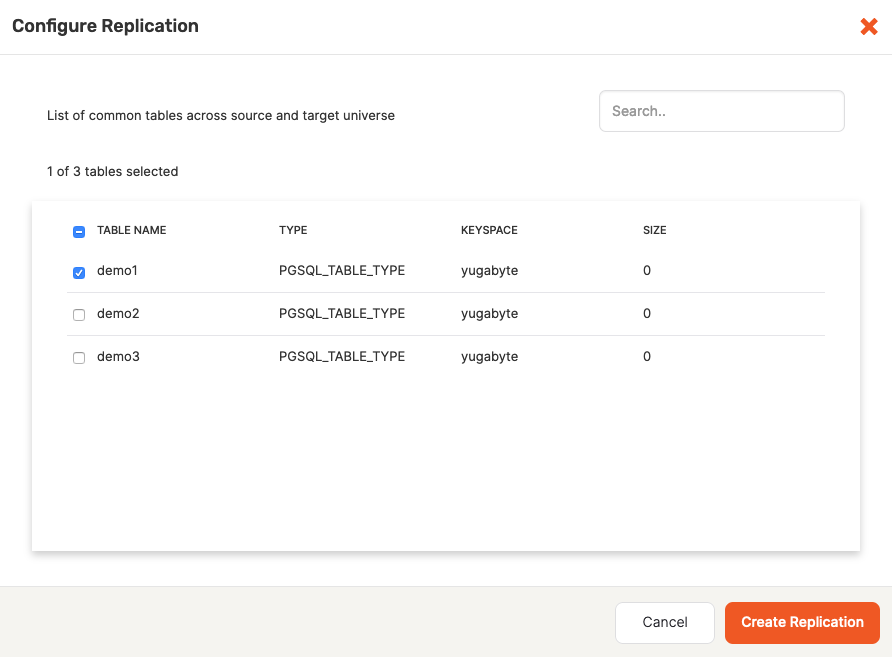 Configure Replication
List of common tables across source and target universe
Search..
1 of 3 tables selected
TABLE NAME TYPE KEYSPACE SIZE
demo1 PGSQL_TABLE_TYPE yugabyte 0
demo2 PGSQL_TABLE_TYPE yugabyte 0
demo3 PGSQL_TABLE_TYPE yugabyte 0
Cancel Create Replication